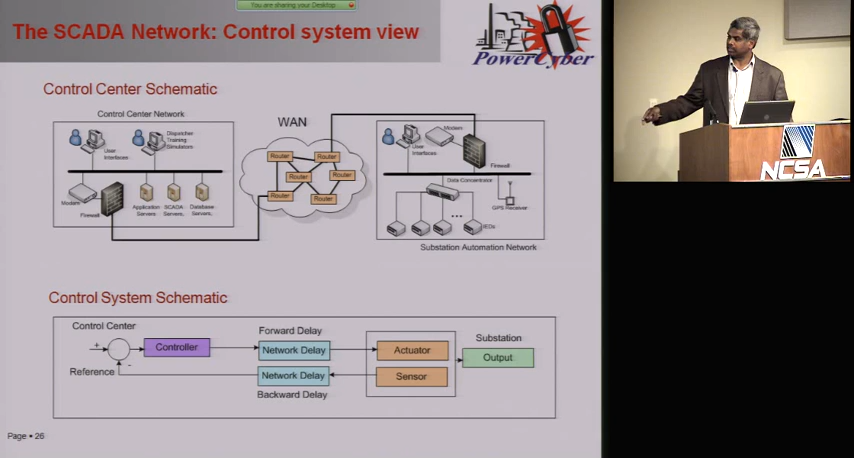 You are sharing your Desktop
The SCADA Network: Control system view
PowerCyber
Control Center Schematic
Control Center Network
User
Interfaces
Dispatcher
Training
Simulators
Modem
Firewall
Application
Servers
SCADA
Servers,
Database
Servers,
WAN
Router
Router
Router
Router
Router
Router
User
Interfaces
Modem
Firewall
Data Concentrator
GPS Receiver
...
IEDs
Substation Automation Network
Control System Schematic
Control Center
+
-
Reference
Controller
Forward Delay
Network Delay
Network Delay
Backward Delay
Actuator
Sensor
Substation
Output
Page ▪ 26
NCSA